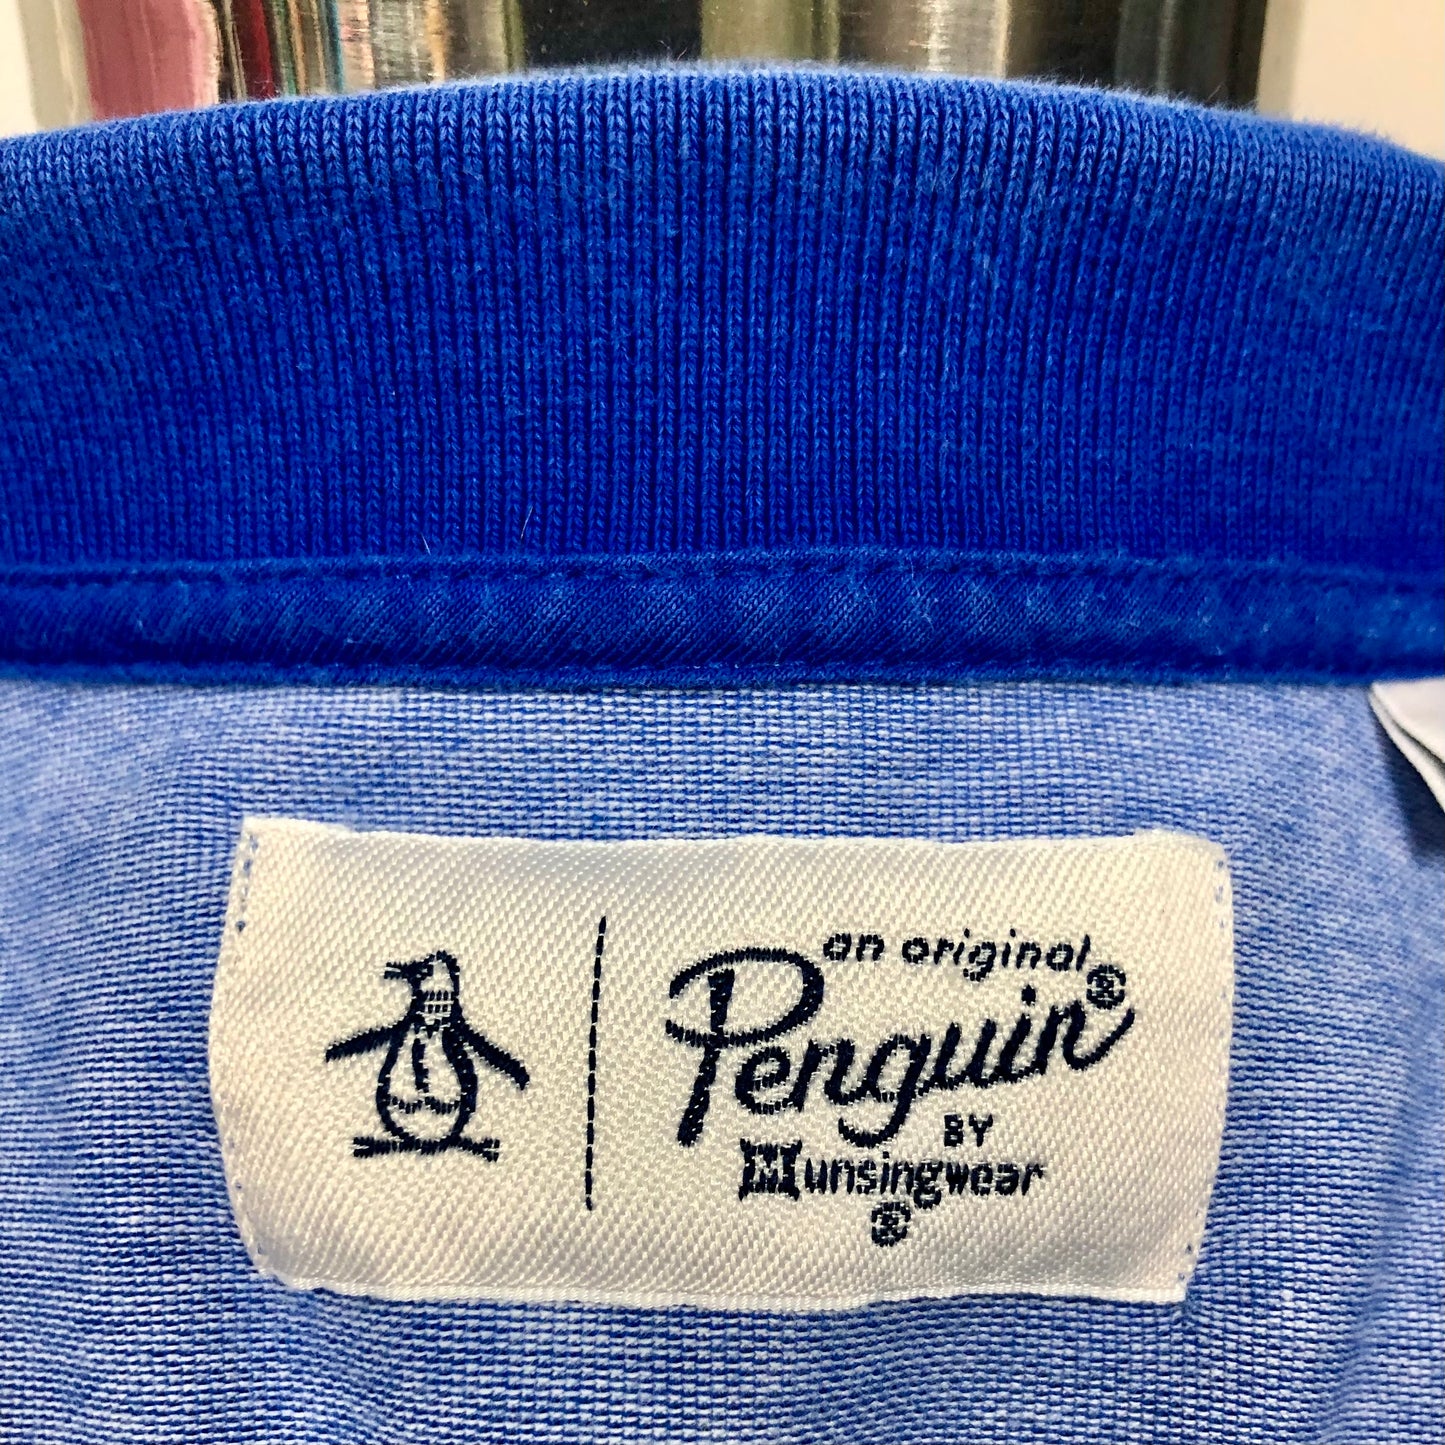 an original
Penguin®
BY
Munsingwear
®